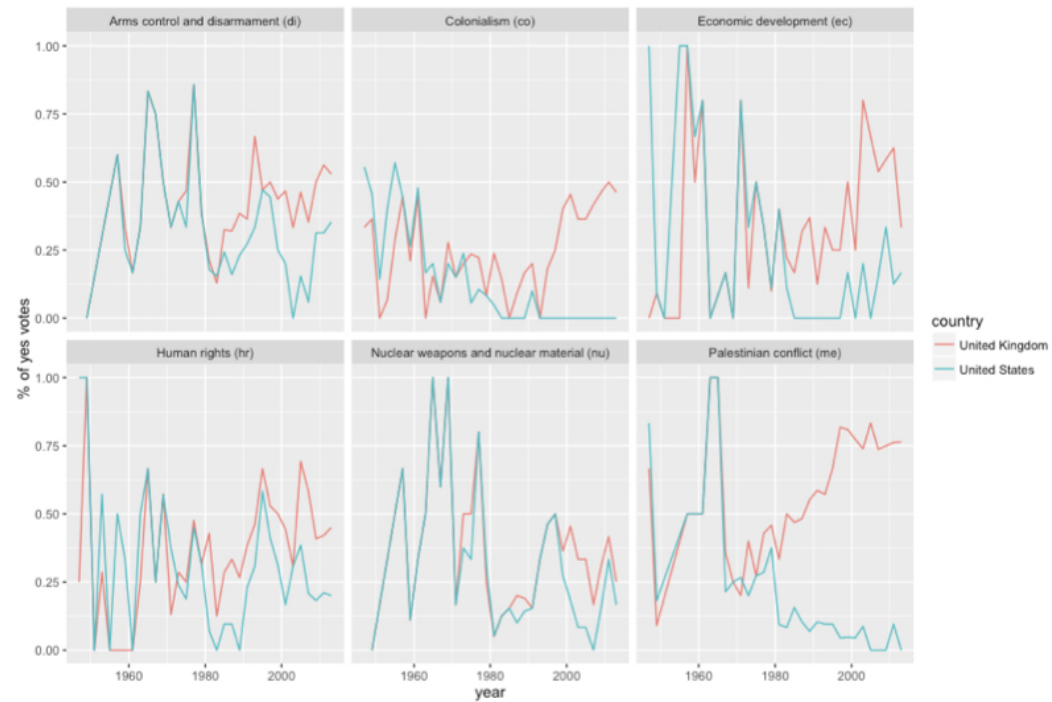 Arms control and disarmament (di)
Colonialism (co)
Economic development (ec)
1.00
0.75
0.50
0.25
0.00
Human rights (hr)
Nuclear weapons and nuclear material (nu)
Palestinian conflict (me)
1.00
0.75
0.50
0.25
0.00
1960
1980
2000
1960
1980
2000
1960
1980
2000
year
% of yes votes
country
United Kingdom
United States